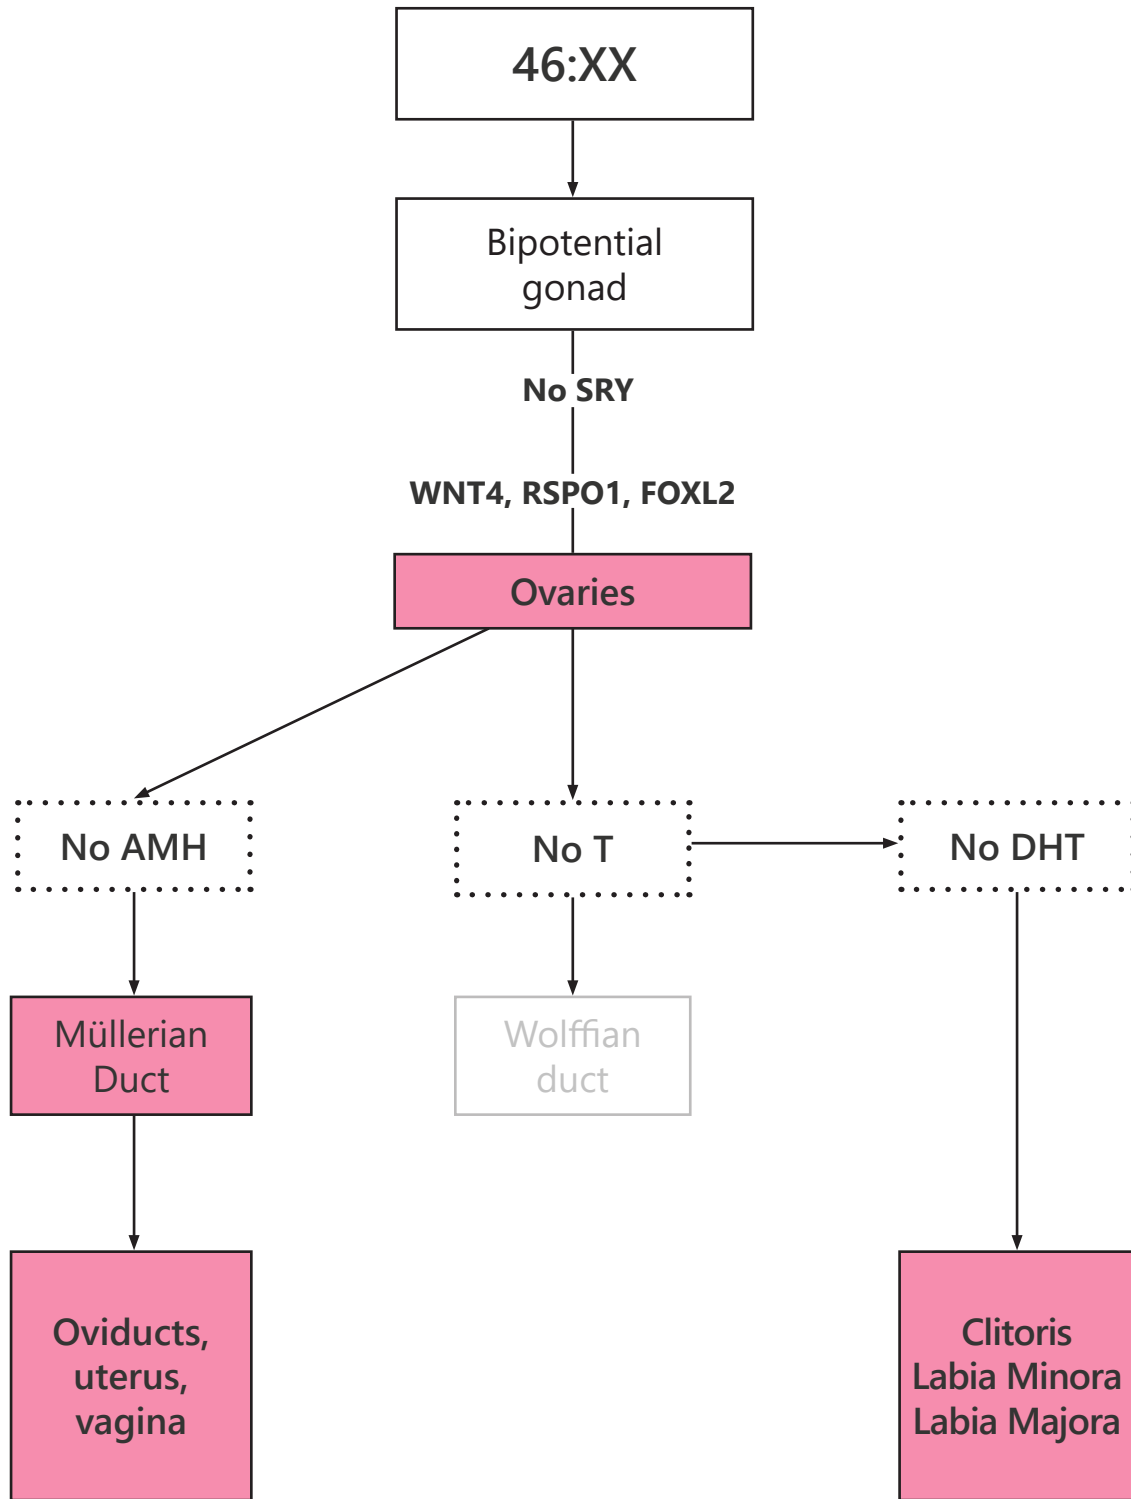 46:XX
Bipotential
gonad
No SRY
WNT4, RSPO1, FOXL2
Ovaries
No AMH
No T
No DHT
Müllerian
Duct
Wolffian
duct
Oviducts,
uterus,
vagina
Clitoris
Labia Minora
Labia Majora